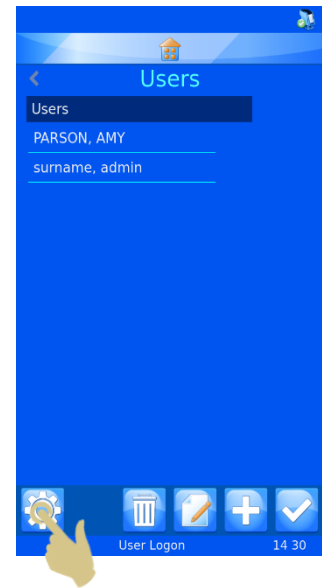 Users
Users
PARSON, AMY
surname, admin
User Logon 14 30